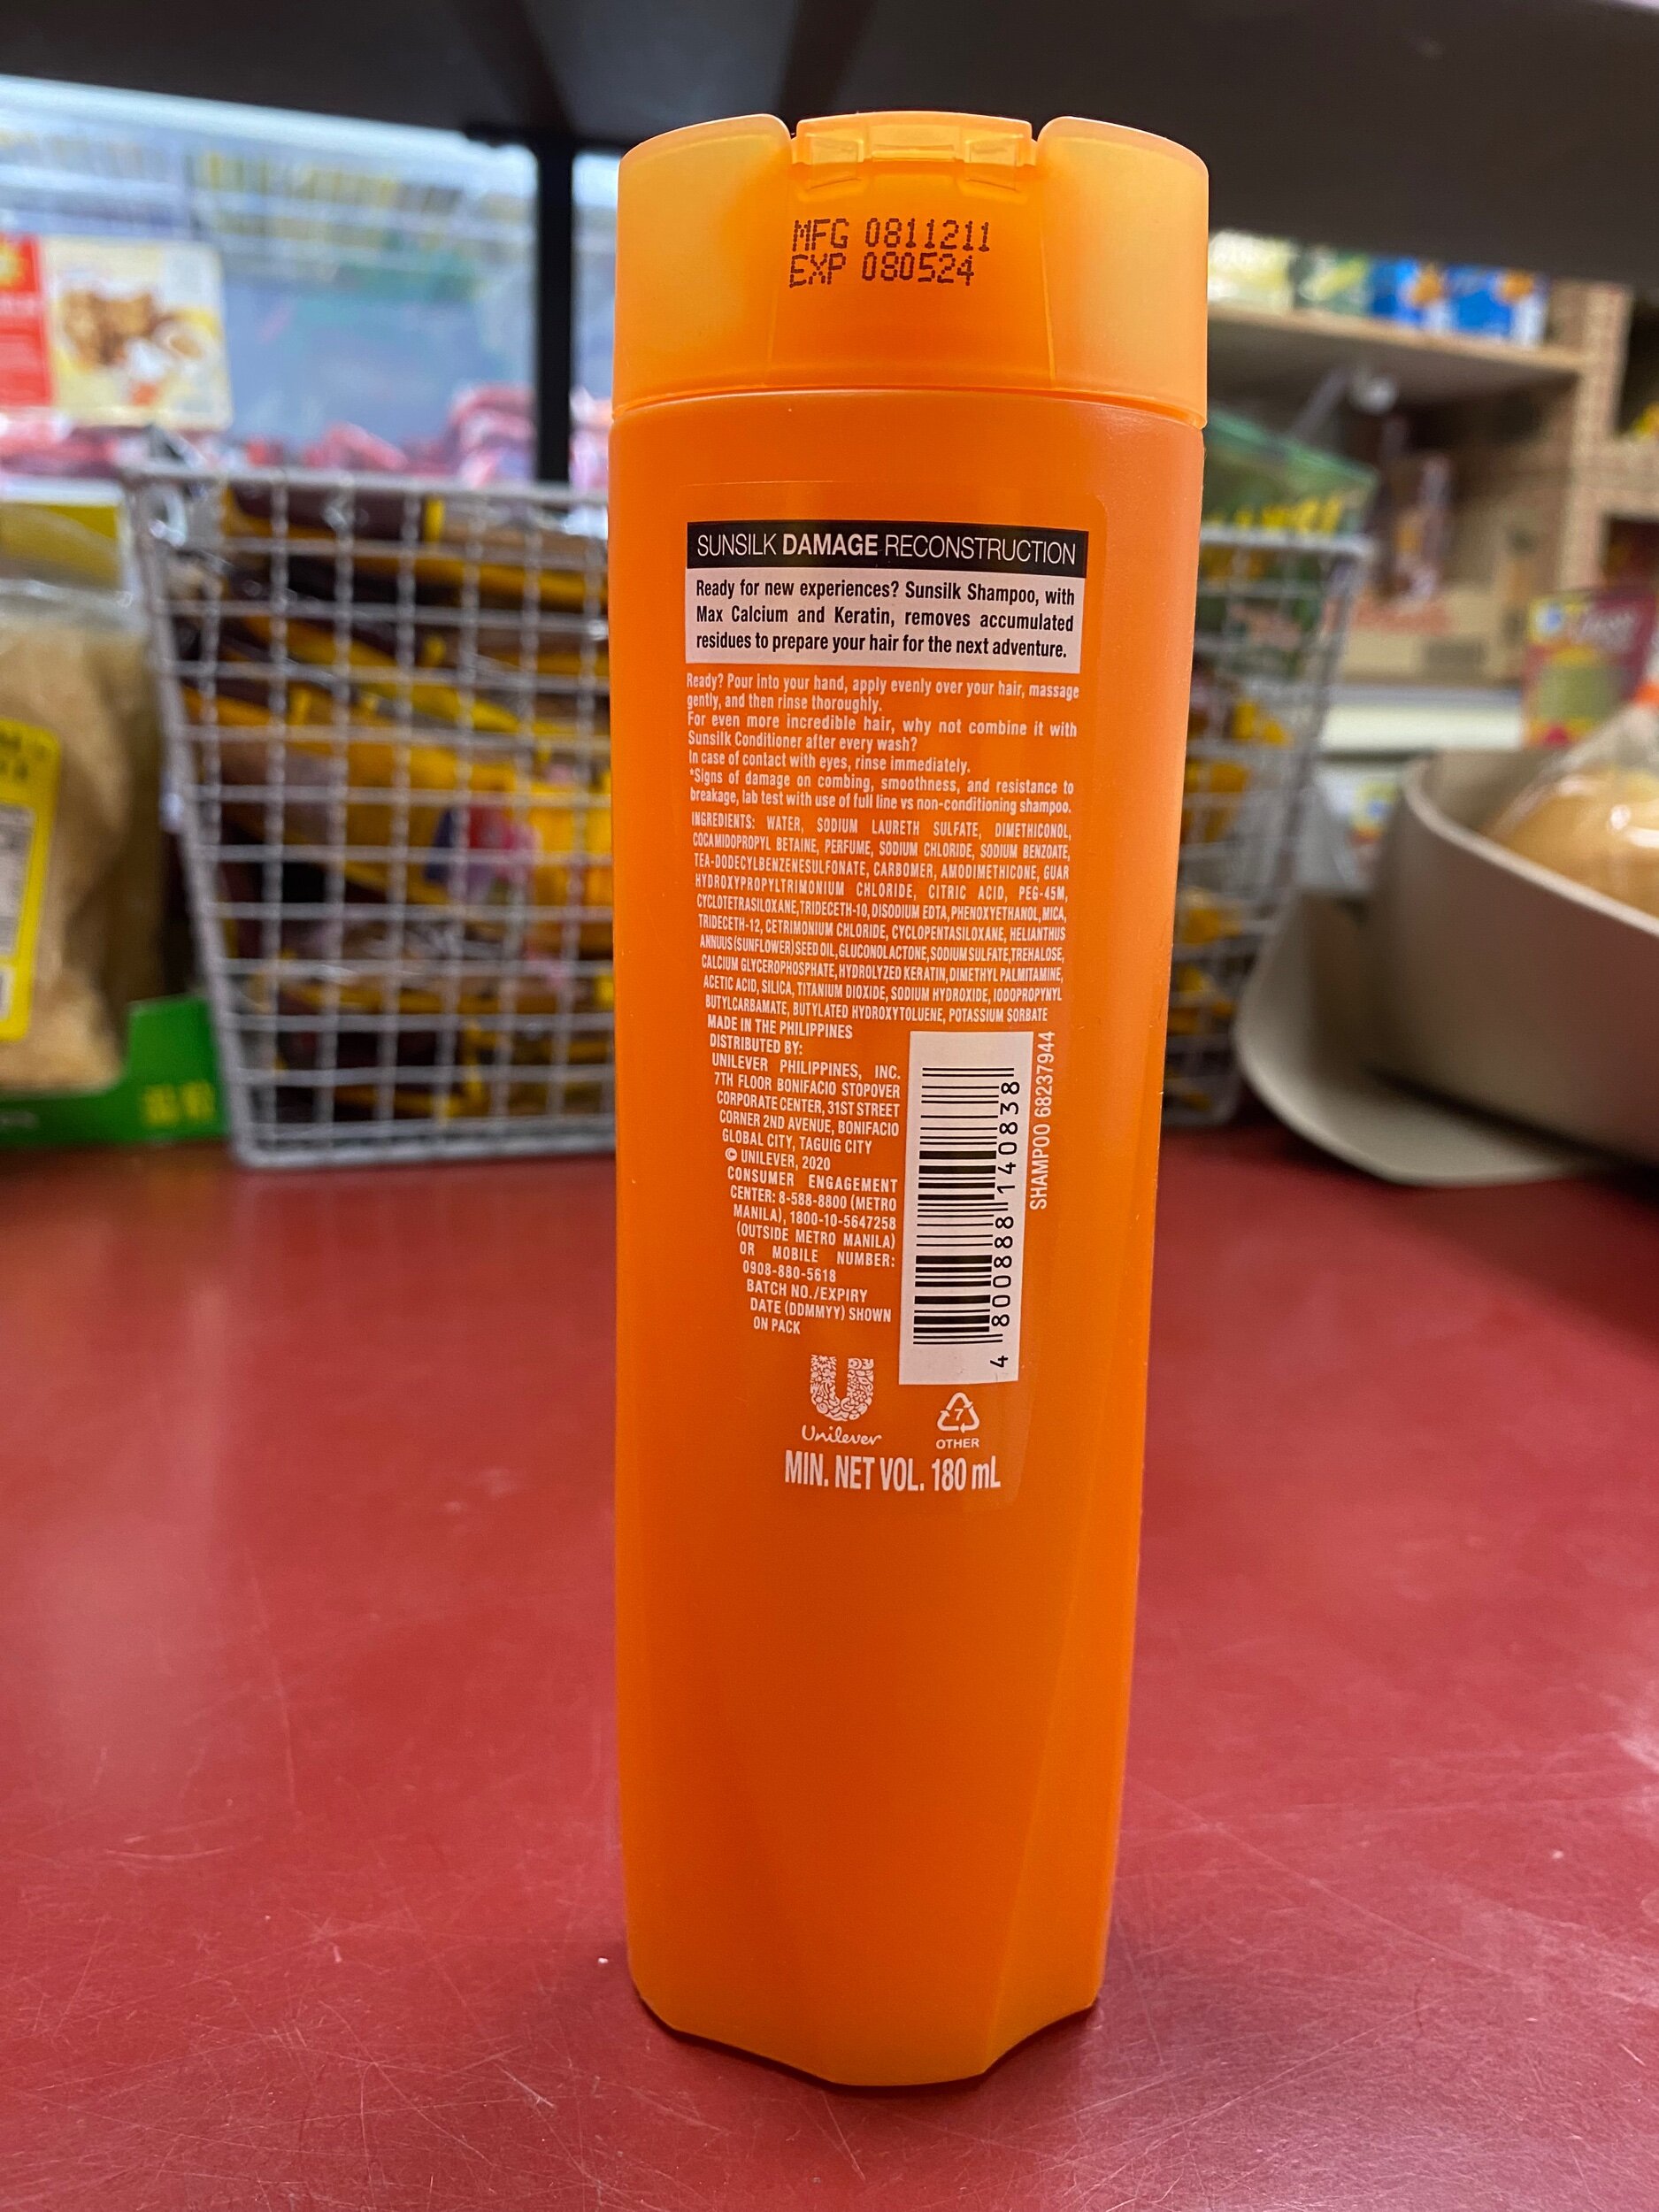 MFG 0811211
EXP 080524
SUNSILK DAMAGE RECONSTRUCTION
Ready for new experiences? Sunsilk Shampoo, with
Max Calcium and Keratin, removes accumulated
residues to prepare your hair for the next adventure.
Ready? Pour into your hand, apply evenly over your hair, massage
gently, and then rinse thoroughly.
For even more incredible hair, why not combine it with
Sunsilk Conditioner after every wash?
In case of contact with eyes, rinse immediately.
*Signs of damage on combing, smoothness, and resistance to
breakage, lab test with use of full line vs non-conditioning shampoo.
INGREDIENTS: WATER, SODIUM LAURETH SULFATE, DIMETHICONOL,
COCAMIDOPROPYL BETAINE, PERFUME, SODIUM CHLORIDE, SODIUM BENZOATE,
TEA-DODECYLBENZENESULFONATE, CARBOMER, AMODIMETHICONE, GUAR
HYDROXYPROPYLTRIMONIUM CHLORIDE, CITRIC ACID, PEG-45M,
CYCLOTETRASILOXANE, TRIDECETH-10, DISODIUM EDTA, PHENOXYETHANOL, MICA,
TRIDECETH-12, CETRIMONIUM CHLORIDE, CYCLOPENTASILOXANE, HELIANTHUS
ANNUUS (SUNFLOWER) SEED OIL, GLUCONOLACTONE, SODIUM SULFATE, TREHALOSE,
CALCIUM GLYCEROPHOSPHATE, HYDROLYZED KERATIN, DIMETHYL PALMITAMINE,
ACETIC ACID, SILICA, TITANIUM DIOXIDE, SODIUM HYDROXIDE, IODOPROPYNYL
BUTYLCARBAMATE, BUTYLATED HYDROXYTOLUENE, POTASSIUM SORBATE
MADE IN THE PHILIPPINES
DISTRIBUTED BY:
UNILEVER PHILIPPINES, INC.
7TH FLOOR BONIFACIO STOPOVER
CORPORATE CENTER, 31ST STREET
CORNER 2ND AVENUE, BONIFACIO
GLOBAL CITY, TAGUIG CITY
© UNILEVER, 2020
CONSUMER ENGAGEMENT
CENTER: 8-588-8800 (METRO
MANILA), 1800-10-5647258
(OUTSIDE METRO MANILA)
OR MOBILE NUMBER:
0908-880-5618
BATCH NO./EXPIRY
DATE (DDMMYY) SHOWN
ON PACK
4 800888 140838
SHAMPOO 68237944
Unilever
7
OTHER
MIN. NET VOL. 180 mL